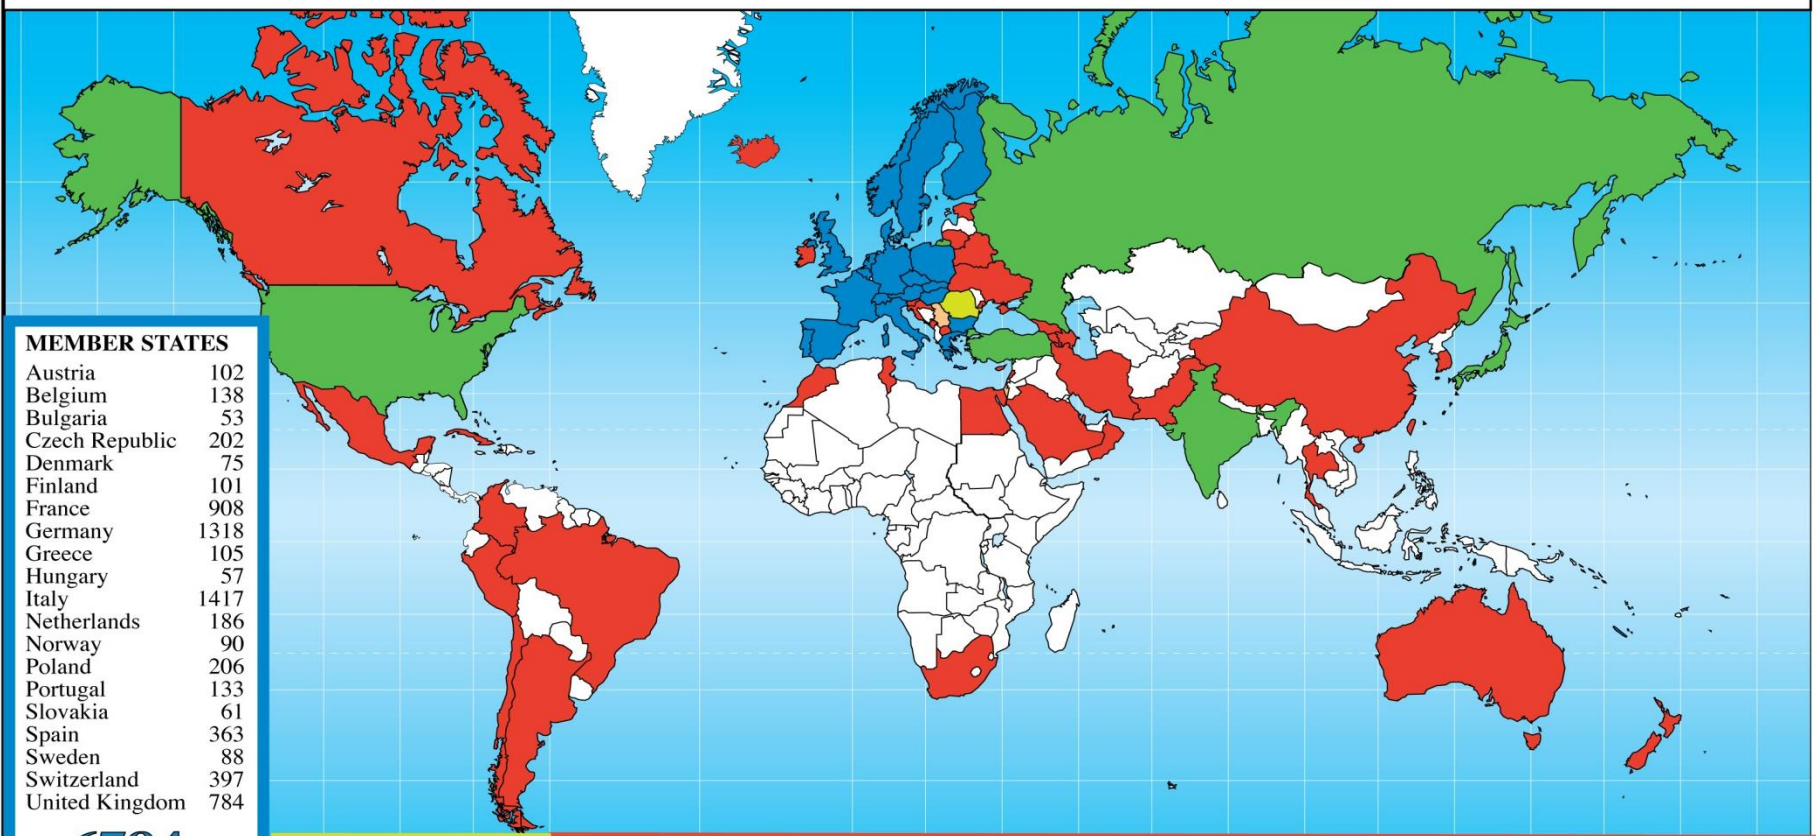 MEMBER STATES
Austria 102
Belgium 138
Bulgaria 53
Czech Republic 202
Denmark 75
Finland 101
France 908
Germany 1318
Greece 105
Hungary 57
Italy 1417
Netherlands 186
Norway 90
Poland 206
Portugal 133
Slovakia 61
Spain 363
Sweden 88
Switzerland 397
United Kingdom 784